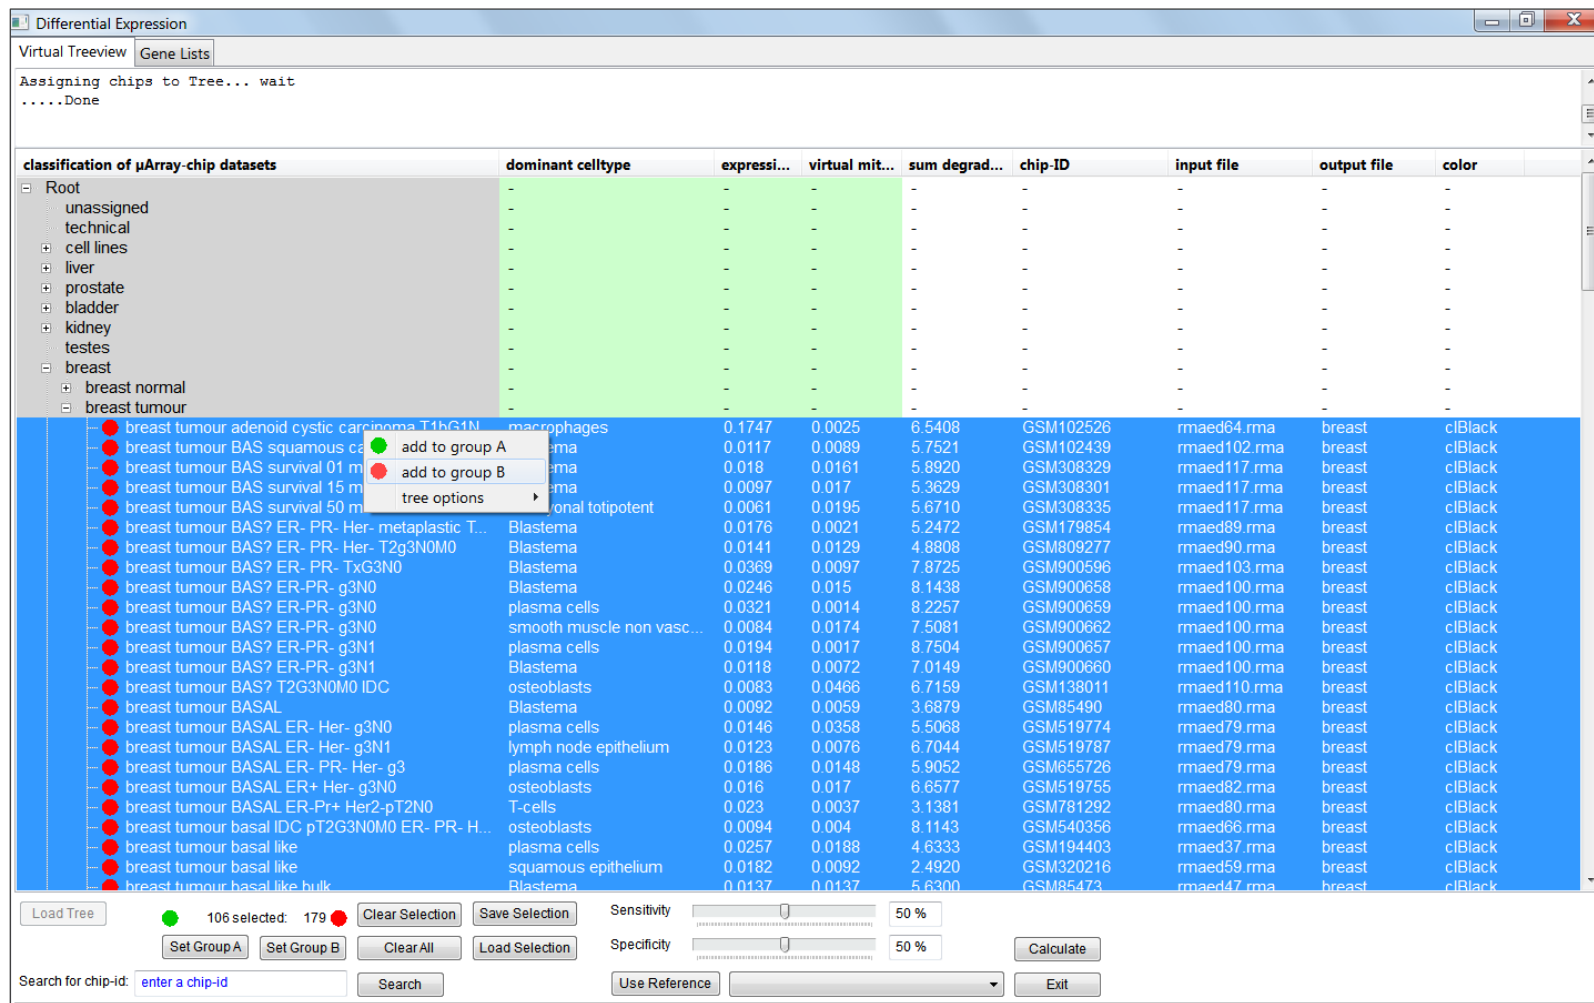 Differential Expression
Virtual Treeview Gene Lists
Assigning chips to Tree... wait
.....Done
classification of µArray-chip datasets dominant celltype expressi... virtual mit... sum degrad... chip-ID input file output file color
Root - - - - - - - -
unassigned - - - - - - - -
technical - - - - - - - -
cell lines - - - - - - - -
liver - - - - - - - -
prostate - - - - - - - -
bladder - - - - - - - -
kidney - - - - - - - -
testes - - - - - - - -
breast - - - - - - - -
breast normal - - - - - - - -
breast tumour - - - - - - - -
breast tumour adenoid cystic carcinoma T1bG1N... macrophages 0.1747 0.0025 6.5408 GSM102526 rmaed64.rma breast clBlack
breast tumour BAS squamous ca 0.0117 0.0089 5.7521 GSM102439 rmaed102.rma breast clBlack
breast tumour BAS survival 01 m 0.018 0.0161 5.8920 GSM308329 rmaed117.rma breast clBlack
breast tumour BAS survival 15 m 0.0097 0.017 5.3629 GSM308301 rmaed117.rma breast clBlack
breast tumour BAS survival 50 m totipotent 0.0061 0.0195 5.6710 GSM308335 rmaed117.rma breast clBlack
add to group A
add to group B
tree options
breast tumour BAS? ER- PR- Her- metaplastic T... Blastema 0.0176 0.0021 5.2472 GSM179854 rmaed89.rma breast clBlack
breast tumour BAS? ER- PR- Her- T2g3N0M0 Blastema 0.0141 0.0129 4.8808 GSM809277 rmaed90.rma breast clBlack
breast tumour BAS? ER- PR- TxG3N0 Blastema 0.0369 0.0097 7.8725 GSM900596 rmaed103.rma breast clBlack
breast tumour BAS? ER-PR- g3N0 Blastema 0.0246 0.015 8.1438 GSM900658 rmaed100.rma breast clBlack
breast tumour BAS? ER-PR- g3N0 plasma cells 0.0321 0.0014 8.2257 GSM900659 rmaed100.rma breast clBlack
breast tumour BAS? ER-PR- g3N0 smooth muscle non vasc... 0.0084 0.0174 7.5081 GSM900662 rmaed100.rma breast clBlack
breast tumour BAS? ER-PR- g3N1 plasma cells 0.0194 0.0017 8.7504 GSM900657 rmaed100.rma breast clBlack
breast tumour BAS? ER-PR- g3N1 Blastema 0.0118 0.0072 7.0149 GSM900660 rmaed100.rma breast clBlack
breast tumour BAS? T2G3N0M0 IDC osteoblasts 0.0083 0.0466 6.7159 GSM138011 rmaed110.rma breast clBlack
breast tumour BASAL Blastema 0.0092 0.0059 3.6879 GSM85490 rmaed80.rma breast clBlack
breast tumour BASAL ER- Her- g3N0 plasma cells 0.0146 0.0358 5.5068 GSM519774 rmaed79.rma breast clBlack
breast tumour BASAL ER- Her- g3N1 lymph node epithelium 0.0123 0.0076 6.7044 GSM519787 rmaed79.rma breast clBlack
breast tumour BASAL ER- PR- Her- g3 plasma cells 0.0186 0.0148 5.9052 GSM655726 rmaed79.rma breast clBlack
breast tumour BASAL ER+ Her- g3N0 osteoblasts 0.016 0.017 6.6577 GSM519755 rmaed82.rma breast clBlack
breast tumour BASAL ER-Pr+ Her2-pT2N0 T-cells 0.023 0.0037 3.1381 GSM781292 rmaed80.rma breast clBlack
breast tumour basal IDC pT2G3N0M0 ER- PR- H... osteoblasts 0.0094 0.004 8.1143 GSM540356 rmaed66.rma breast clBlack
breast tumour basal like plasma cells 0.0257 0.0188 4.6333 GSM194403 rmaed37.rma breast clBlack
breast tumour basal like squamous epithelium 0.0182 0.0092 2.4920 GSM320216 rmaed59.rma breast clBlack
breast tumour basal like bulk Blastema 0.0137 0.0137 5.6300 GSM85473 rmaed47.rma breast clBlack
Load Tree 106 selected: 179 Clear Selection Save Selection Sensitivity 50 %
Set Group A Set Group B Clear All Load Selection Specificity 50 % Calculate
Search for chip-id: enter a chip-id Search Use Reference Exit